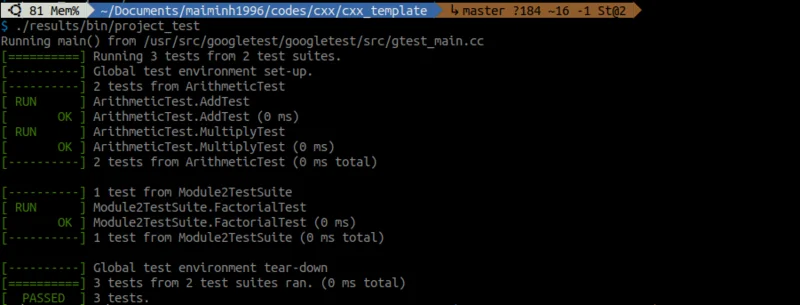 81 Mem% ~/Documents/maiminh1996/codes/cxx/cxx_template master ?184 ~16 -1 St@2
$ ./results/bin/project_test
Running main() from /usr/src/googletest/googletest/src/gtest_main.cc
[==========] Running 3 tests from 2 test suites.
[----------] Global test environment set-up.
[----------] 2 tests from ArithmeticTest
[ RUN      ] ArithmeticTest.AddTest
[       OK ] ArithmeticTest.AddTest (0 ms)
[ RUN      ] ArithmeticTest.MultiplyTest
[       OK ] ArithmeticTest.MultiplyTest (0 ms)
[----------] 2 tests from ArithmeticTest (0 ms total)
[----------] 1 test from Module2TestSuite
[ RUN      ] Module2TestSuite.FactorialTest
[       OK ] Module2TestSuite.FactorialTest (0 ms)
[----------] 1 test from Module2TestSuite (0 ms total)
[----------] Global test environment tear-down
[==========] 3 tests from 2 test suites ran. (0 ms total)
[  PASSED  ] 3 tests.